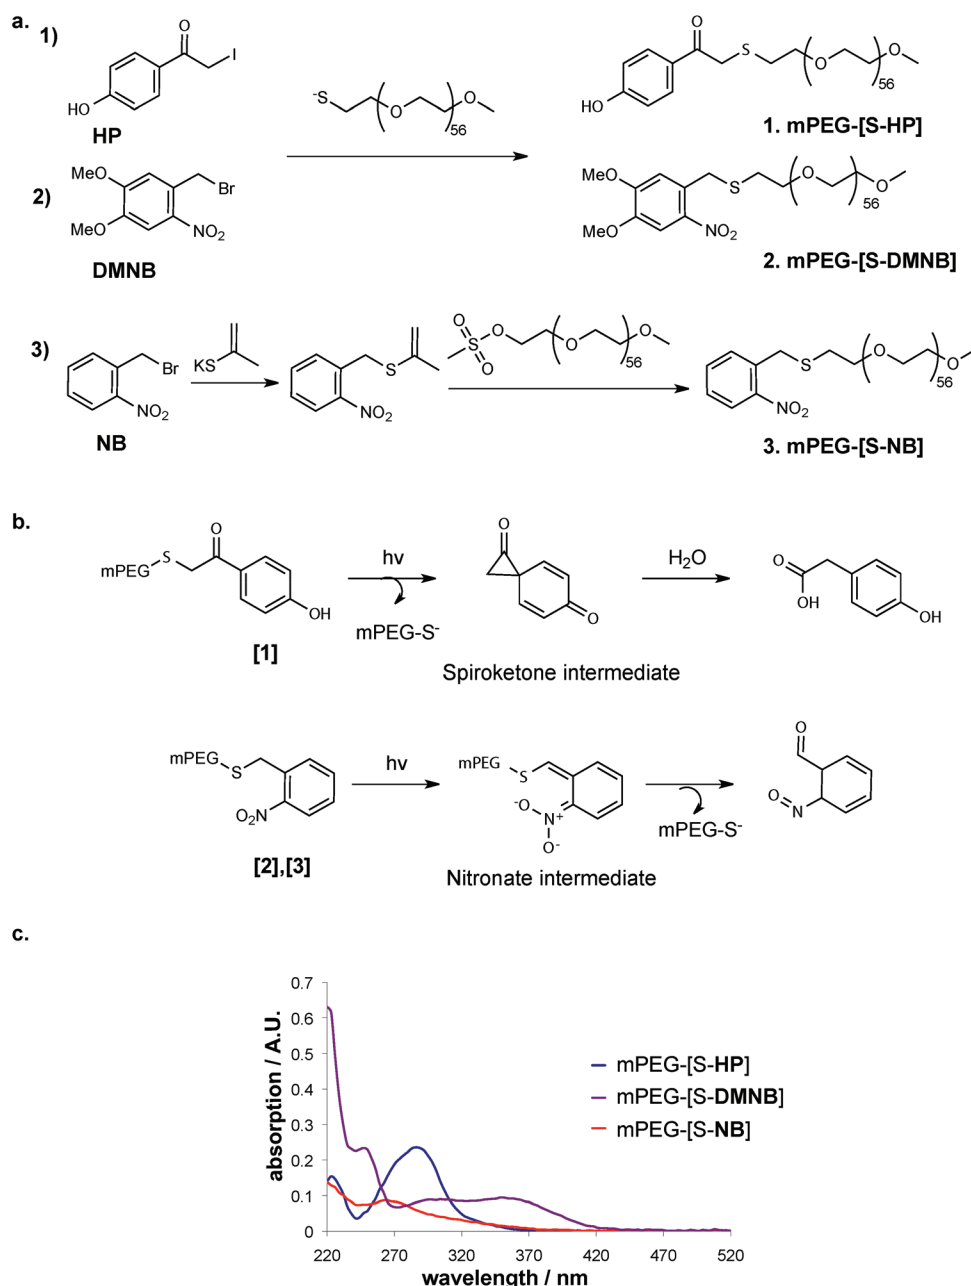 a.
1)
O
I
HO
HP
-S
O
O
56
O
S
O
O
56
HO
1. mPEG-[S-HP]
2)
MeO
Br
MeO
NO2
DMNB
MeO
S
O
O
56
MeO
NO2
2. mPEG-[S-DMNB]
3)
Br
NO2
NB
KS
S
NO2
O
S
O
O
O
O
56
S
O
O
56
NO2
3. mPEG-[S-NB]
b.
mPEG
S
O
OH
[1]
hν
mPEG-S-
O
O
Spiroketone intermediate
H2O
O
OH
OH
mPEG
S
O2N
[2],[3]
hν
mPEG
S
-O
N+
O-
Nitronate intermediate
mPEG-S-
O
O
N
c.
absorption / A.U.
0.7
0.6
0.5
0.4
0.3
0.2
0.1
0
220 270 320 370 420 470 520
wavelength / nm
mPEG-[S-HP]
mPEG-[S-DMNB]
mPEG-[S-NB]